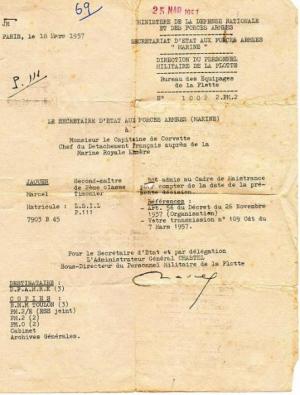 69
25 MAR 1957
JM
MINISTERE DE LA DEFENSE NATIONALE
ET DES FORCES ARMEES
PARIS, le 18 Mars 1957
SECRETARIAT D'ETAT AUX FORCES ARMEES
"MARINE"
DIRECTION DU PERSONNEL
MILITAIRE DE LA FLOTTE
P.111
Bureau des Equipages
de la Flotte
N° 1002 2.PM.2
LE SECRETAIRE D'ETAT AUX FORCES ARMEES (MARINE)
à
Monsieur le Capitaine de Corvette
Chef du Détachement Français auprès de la
Marine Royale
JAOUEN Second-maître
de 2ème classe
Marcel Timonier
Matricule : P.111
7903 B 45
est admis au Cadre de Maistrance
à compter de la date de la pré-
sente décision.
Références :
- Art. 56 du Décret du 26 Novembre
1937 (Organisation)
- Votre transmission n° 109 Cdt du
7 Mars 1957.
Pour le Secrétaire d'Etat et par délégation
L'Administrateur Général CHASTEL
Sous-Directeur du Personnel Militaire de la Flotte
DESTINATAIRE :
COPIES :
TOULON (3)
PM.2/E (RSS joint)
PM.2 (2)
PM.0 (2)
Cabinet
Archives Générales.